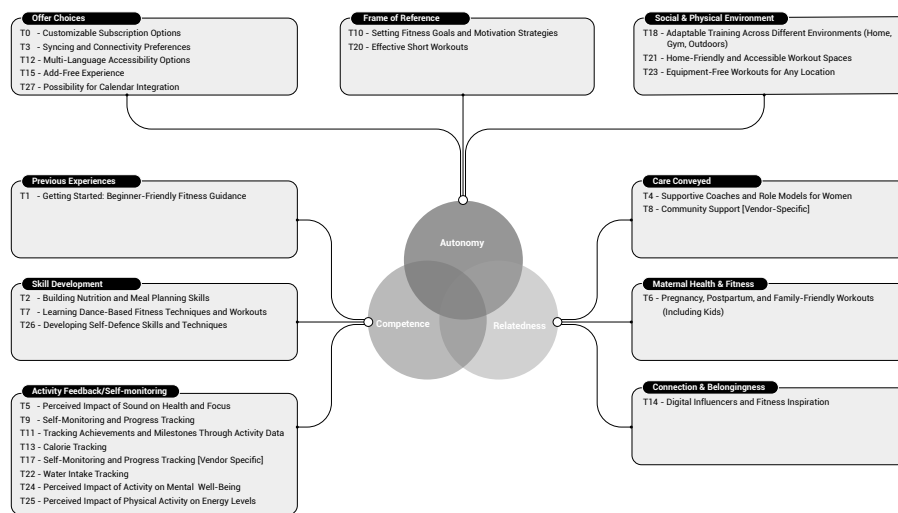 Offer Choices
T0 - Customizable Subscription Options
T3 - Syncing and Connectivity Preferences
T12 - Multi-Language Accessibility Options
T15 - Add-Free Experience
T27 - Possibility for Calendar Integration
Frame of Reference
T10 - Setting Fitness Goals and Motivation Strategies
T20 - Effective Short Workouts
Social & Physical Environment
T18 - Adaptable Training Across Different Environments (Home,
Gym, Outdoors)
T21 - Home-Friendly and Accessible Workout Spaces
T23 - Equipment-Free Workouts for Any Location
Previous Experiences
T1 - Getting Started: Beginner-Friendly Fitness Guidance
Care Conveyed
T4 - Supportive Coaches and Role Models for Women
T8 - Community Support [Vendor-Specific]
Autonomy
Competence
Relatedness
Skill Development
T2 - Building Nutrition and Meal Planning Skills
T7 - Learning Dance-Based Fitness Techniques and Workouts
T26 - Developing Self-Defence Skills and Techniques
Maternal Health & Fitness
T6 - Pregnancy, Postpartum, and Family-Friendly Workouts
(Including Kids)
Activity Feedback/Self-monitoring
T5 - Perceived Impact of Sound on Health and Focus
T9 - Self-Monitoring and Progress Tracking
T11 - Tracking Achievements and Milestones Through Activity Data
T13 - Calorie Tracking
T17 - Self-Monitoring and Progress Tracking [Vendor Specific]
T22 - Water Intake Tracking
T24 - Perceived Impact of Activity on Mental Well-Being
T25 - Perceived Impact of Physical Activity on Energy Levels
Connection & Belongingness
T14 - Digital Influencers and Fitness Inspiration